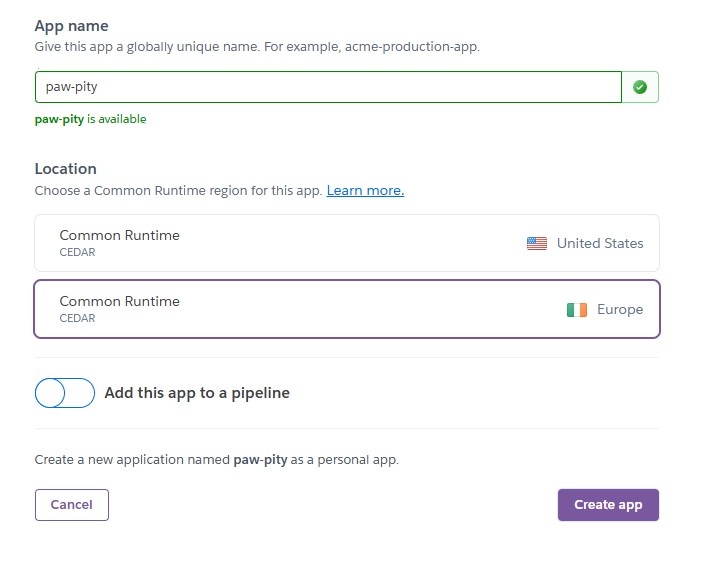 App name
Give this app a globally unique name. For example, acme-production-app.
paw-pity
paw-pity is available
Location
Choose a Common Runtime region for this app. Learn more.
Common Runtime
CEDAR
United States
Common Runtime
CEDAR
Europe
Add this app to a pipeline
Create a new application named paw-pity as a personal app.
Cancel
Create app